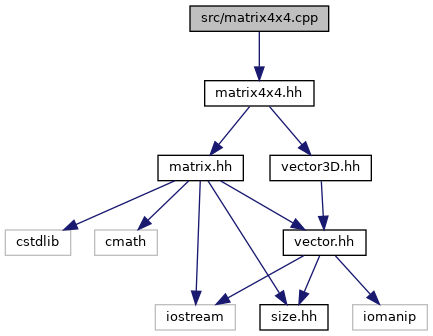 src/matrix4x4.cpp
matrix4x4.hh
matrix.hh
vector3D.hh
cstdlib
cmath
vector.hh
iostream
size.hh
iomanip